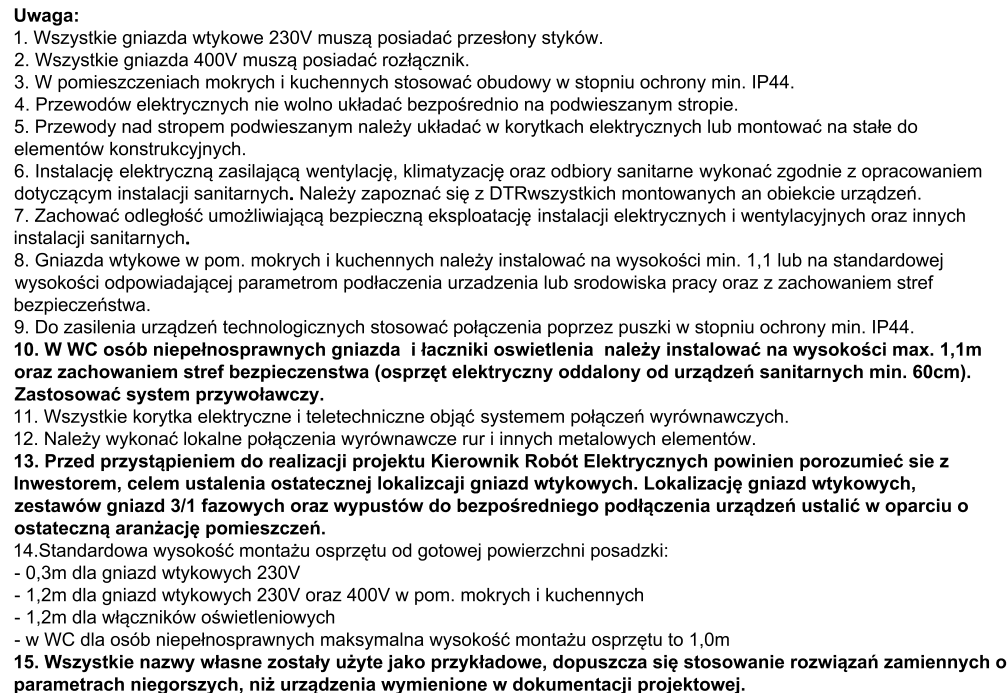 Uwaga:
1. Wszystkie gniazda wtykowe 230V muszą posiadać przesłony styków.
2. Wszystkie gniazda 400V muszą posiadać rozłącznik.
3. W pomieszczeniach mokrych i kuchennych stosować obudowy w stopniu ochrony min. IP44.
4. Przewodów elektrycznych nie wolno układać bezpośrednio na podwieszanym stropie.
5. Przewody nad stropem podwieszanym należy układać w korytkach elektrycznych lub montować na stałe do
elementów konstrukcyjnych.
6. Instalację elektryczną zasilającą wentylację, klimatyzację oraz odbiory sanitarne wykonać zgodnie z opracowaniem
dotyczącym instalacji sanitarnych. Należy zapoznać się z DTRwszystkich montowanych an obiekcie urządzeń.
7. Zachować odległość umożliwiającą bezpieczną eksploatację instalacji elektrycznych i wentylacyjnych oraz innych
instalacji sanitarnych.
8. Gniazda wtykowe w pom. mokrych i kuchennych należy instalować na wysokości min. 1,1 lub na standardowej
wysokości odpowiadającej parametrom podłaczenia urzadzenia lub srodowiska pracy oraz z zachowaniem stref
bezpieczeństwa.
9. Do zasilenia urządzeń technologicznych stosować połączenia poprzez puszki w stopniu ochrony min. IP44.
10. W WC osób niepełnosprawnych gniazda  i łaczniki oswietlenia  należy instalować na wysokości max. 1,1m
oraz zachowaniem stref bezpieczenstwa (osprzęt elektryczny oddalony od urządzeń sanitarnych min. 60cm).
Zastosować system przywoławczy.
11. Wszystkie korytka elektryczne i teletechniczne objąć systemem połączeń wyrównawczych.
12. Należy wykonać lokalne połączenia wyrównawcze rur i innych metalowych elementów.
13. Przed przystąpieniem do realizacji projektu Kierownik Robót Elektrycznych powinien porozumieć sie z
Inwestorem, celem ustalenia ostatecznej lokalizcaji gniazd wtykowych. Lokalizację gniazd wtykowych,
zestawów gniazd 3/1 fazowych oraz wypustów do bezpośredniego podłączenia urządzeń ustalić w oparciu o
ostateczną aranżację pomieszczeń.
14.Standardowa wysokość montażu osprzętu od gotowej powierzchni posadzki:
- 0,3m dla gniazd wtykowych 230V
- 1,2m dla gniazd wtykowych 230V oraz 400V w pom. mokrych i kuchennych
- 1,2m dla włączników oświetleniowych
- w WC dla osób niepełnosprawnych maksymalna wysokość montażu osprzętu to 1,0m
15. Wszystkie nazwy własne zostały użyte jako przykładowe, dopuszcza się stosowanie rozwiązań zamiennych o
parametrach niegorszych, niż urządzenia wymienione w dokumentacji projektowej.